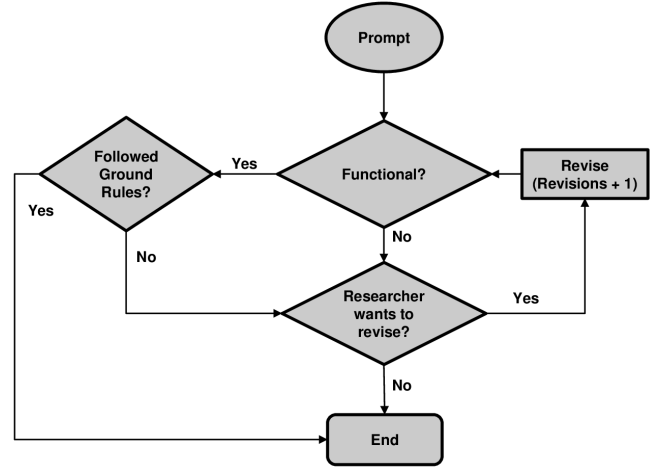 Prompt
Followed
Ground
Rules?
Yes
Functional?
Revise
(Revisions + 1)
Yes
No
No
Researcher
wants to
revise?
Yes
No
End